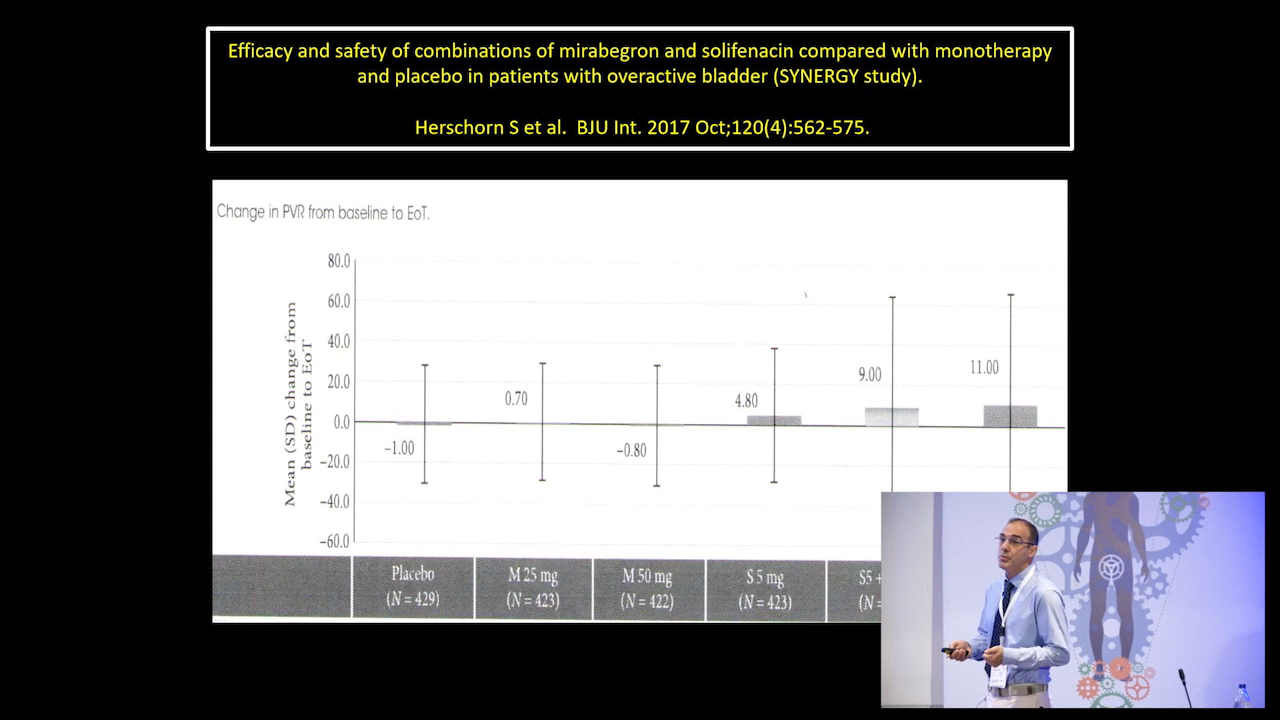 Efficacy and safety of combinations of mirabegron and solifenacin compared with monotherapy
and placebo in patients with overactive bladder (SYNERGY study).
Herschorn S et al.  BJU Int. 2017 Oct;120(4):562-575.
Change in PVR from baseline to EoT.
Mean (SD) change from
baseline to EoT
80.0
60.0
40.0
20.0
0.0
−20.0
−40.0
−60.0
−1.00
0.70
−0.80
4.80
9.00
11.00
Placebo
(N = 429)
M 25 mg
(N = 423)
M 50 mg
(N = 422)
S 5 mg
(N = 423)
S5 +
(N =